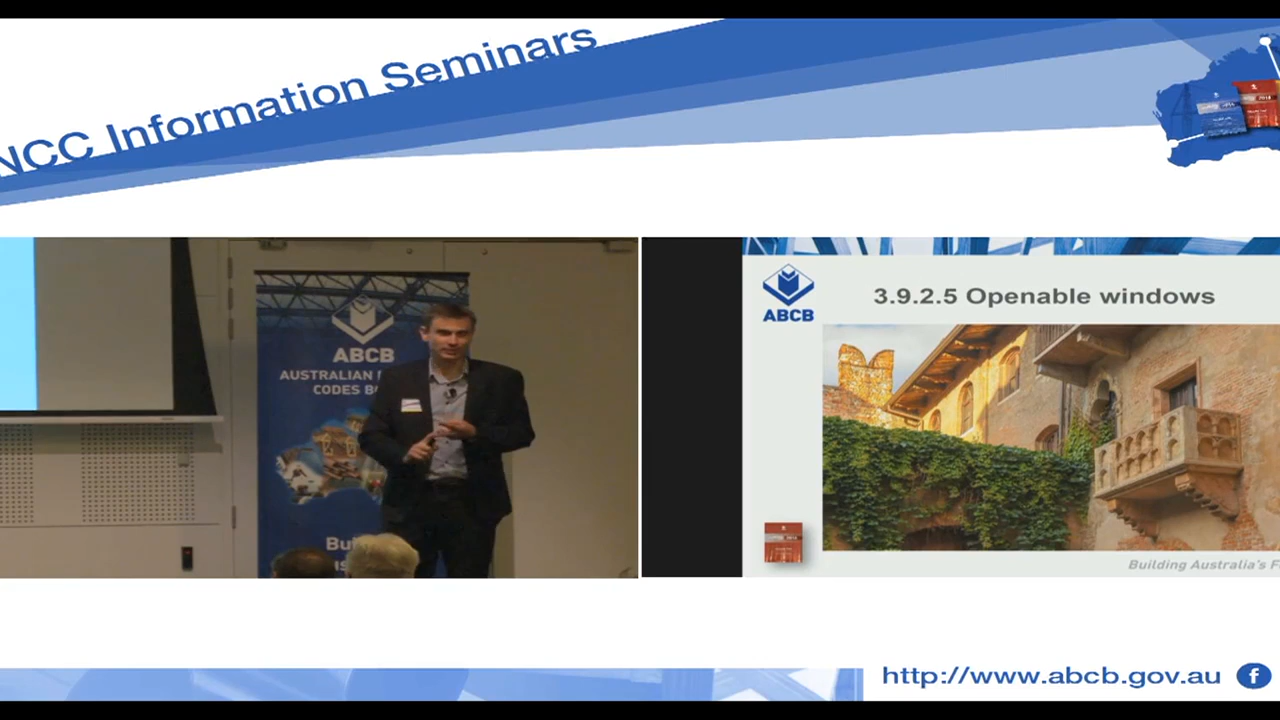 NCC Information Seminars
ABCB
AUSTRALIAN
CODES
ABCB
3.9.2.5 Openable windows
Building Australia's
http://www.abcb.gov.au
f